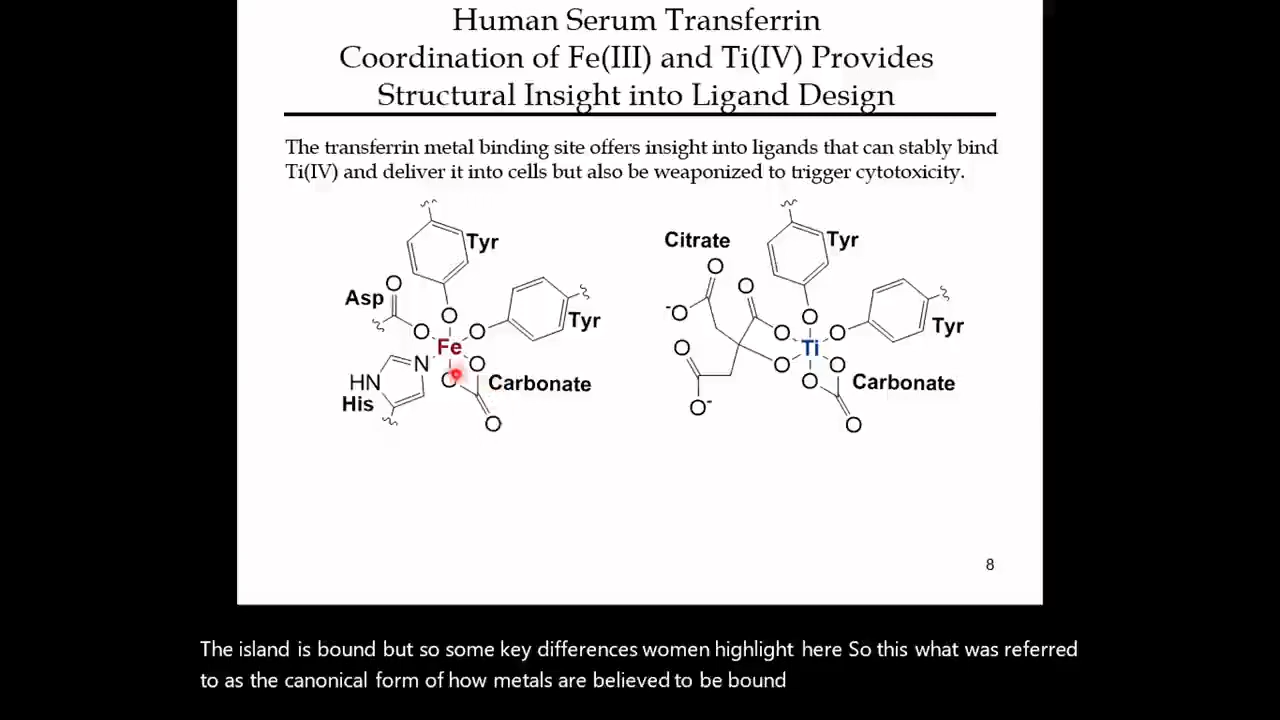 Human Serum Transferrin
Coordination of Fe(III) and Ti(IV) Provides
Structural Insight into Ligand Design
The transferrin metal binding site offers insight into ligands that can stably bind
Ti(IV) and deliver it into cells but also be weaponized to trigger cytotoxicity.
Tyr
O
Asp
O
O
O
Tyr
Fe
N
O
O
HN
His
Carbonate
O
Citrate
Tyr
O
O
-O
O
O
O
Tyr
Ti
O
O
O
O
Carbonate
O-
O
8
The island is bound but so some key differences women highlight here So this what was referred
to as the canonical form of how metals are believed to be bound